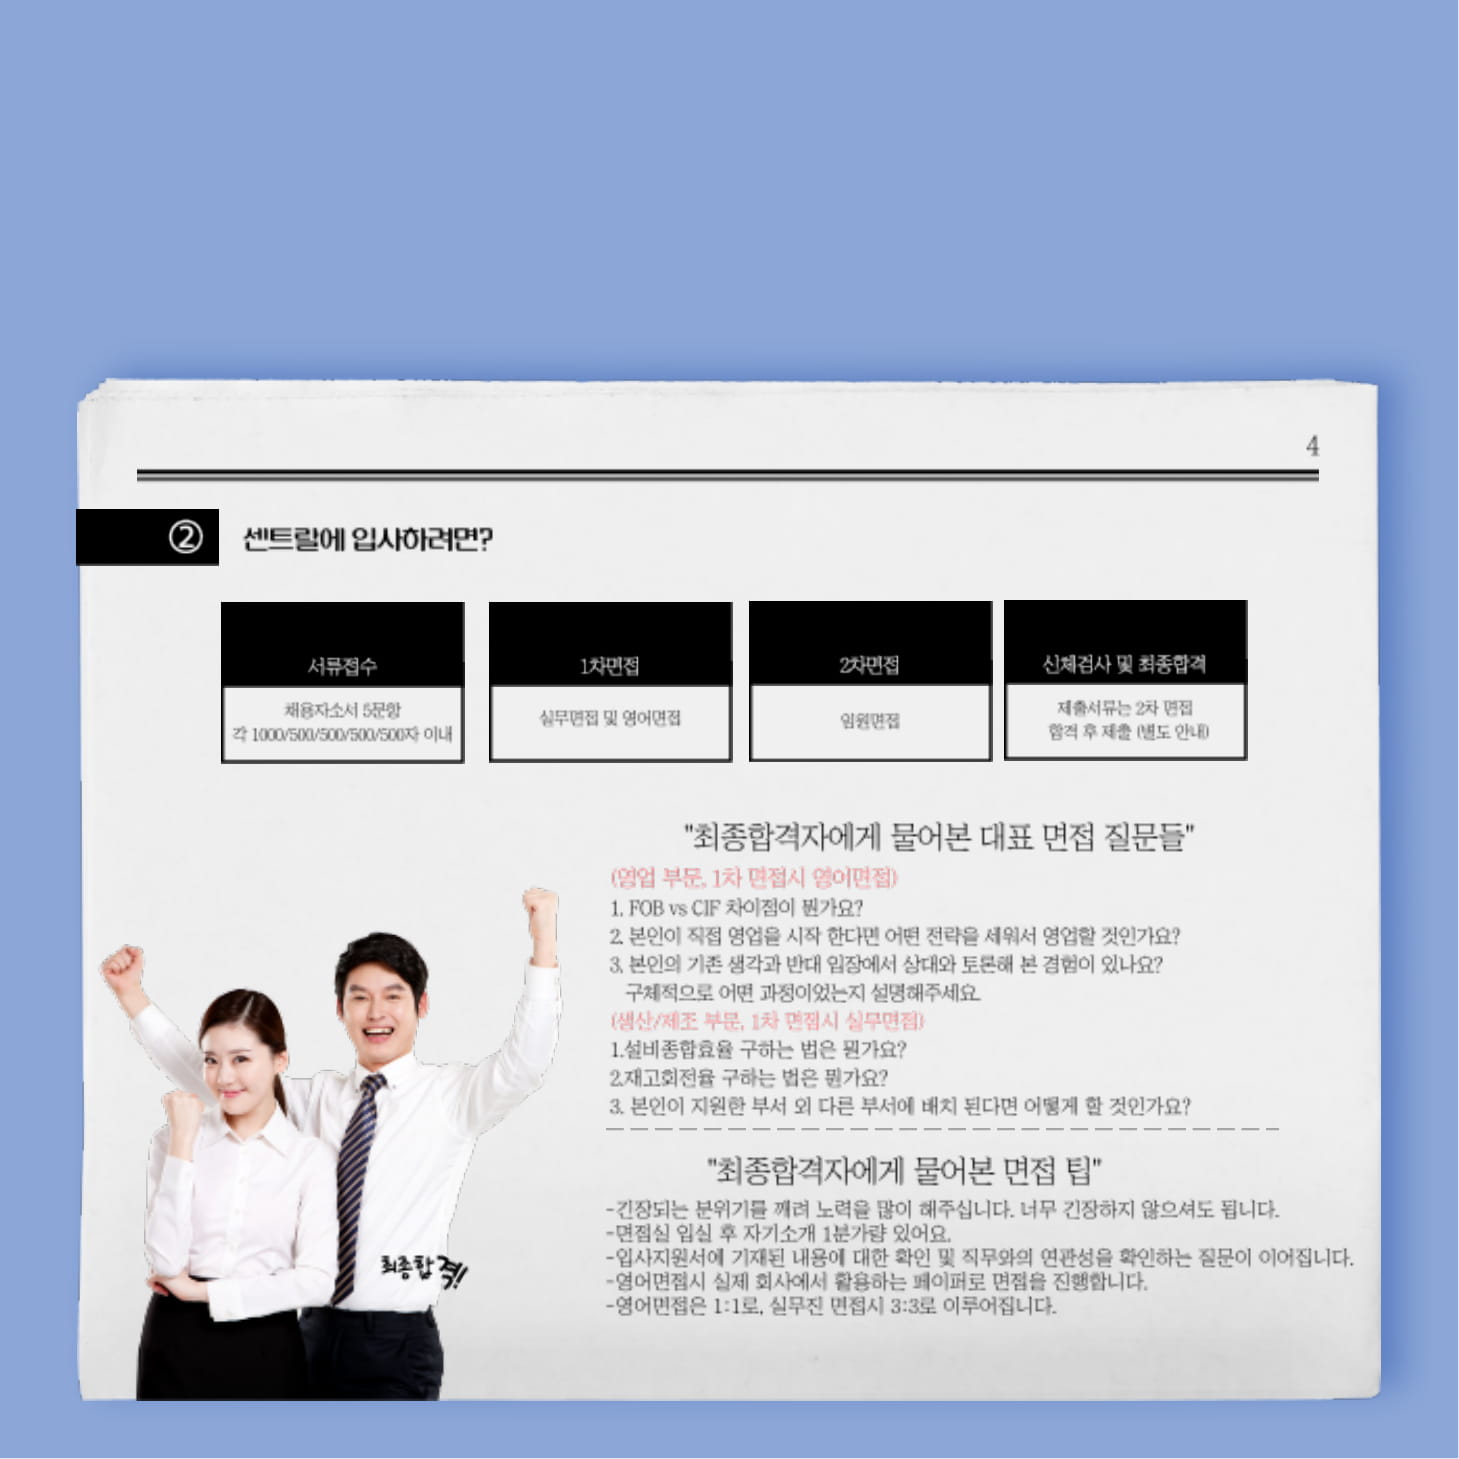 4
② 센트랄에 입사하려면?
서류접수
채용자소서 5문항
각 1000/500/500/500/500자 이내
1차면접
실무면접 및 영어면접
2차면접
임원면접
신체검사 및 최종합격
제출서류는 2차 면접
합격 후 제출 (별도 안내)
"최종합격자에게 물어본 대표 면접 질문들"
(영업 부문, 1차 면접시 영어면접)
1. FOB vs CIF 차이점이 뭔가요?
2. 본인이 직접 영업을 시작 한다면 어떤 전략을 세워서 영업할 것인가요?
3. 본인의 기존 생각과 반대 입장에서 상대와 토론해 본 경험이 있나요?
구체적으로 어떤 과정이었는지 설명해주세요.
(생산/제조 부문, 1차 면접시 실무면접)
1.설비종합효율 구하는 법은 뭔가요?
2.재고회전율 구하는 법은 뭔가요?
3. 본인이 지원한 부서 외 다른 부서에 배치 된다면 어떻게 할 것인가요?
"최종합격자에게 물어본 면접 팁"
-긴장되는 분위기를 깨려 노력을 많이 해주십니다. 너무 긴장하지 않으셔도 됩니다.
-면접실 입실 후 자기소개 1분가량 있어요.
-입사지원서에 기재된 내용에 대한 확인 및 직무와의 연관성을 확인하는 질문이 이어집니다.
-영어면접시 실제 회사에서 활용하는 페이퍼로 면접을 진행합니다.
-영어면접은 1:1로, 실무진 면접시 3:3로 이루어집니다.
최종합격!